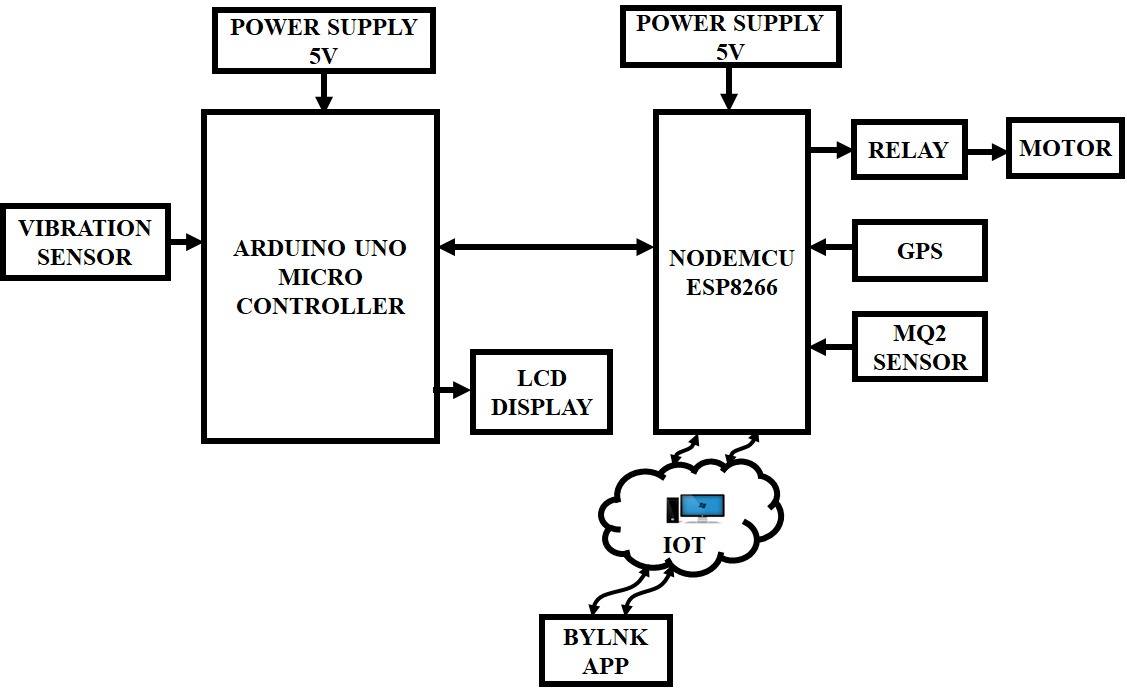 POWER SUPPLY
5V
POWER SUPPLY
5V
RELAY
MOTOR
VIBRATION
SENSOR
ARDUINO UNO
MICRO
CONTROLLER
NODEMCU
ESP8266
GPS
MQ2
SENSOR
LCD
DISPLAY
IOT
BYLNK
APP